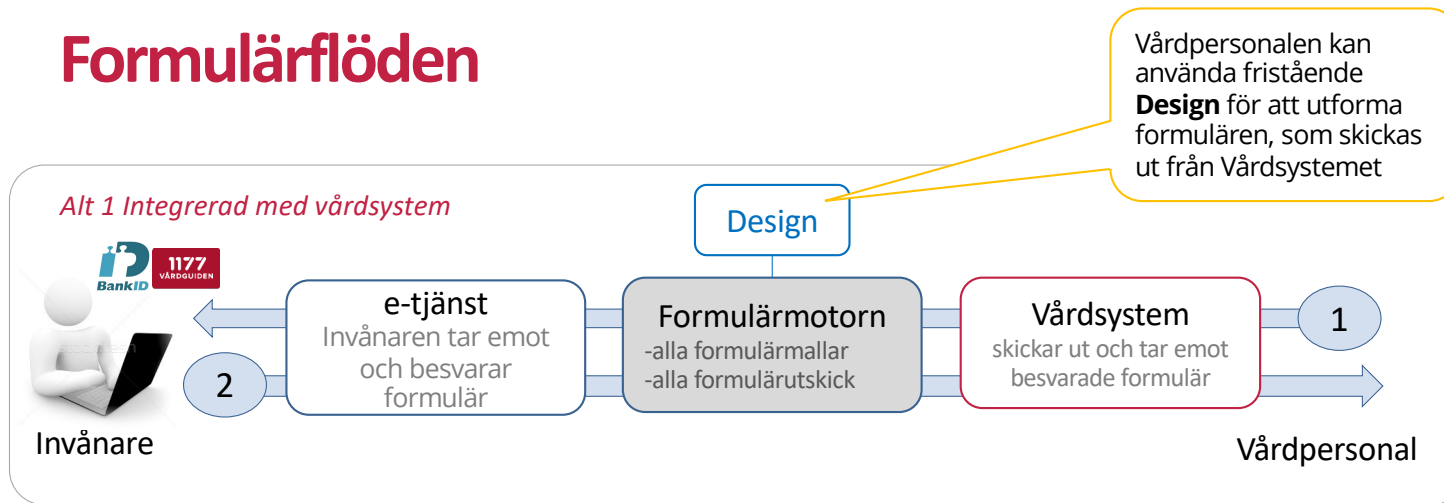 Formulärflöden
Vårdpersonalen kan
använda fristående
Design för att utforma
formulären, som skickas
ut från Vårdsystemet
Alt 1 Integrerad med vårdsystem
Design
BankID
1177
VÅRDGUIDEN
e-tjänst
Invånaren tar emot
och besvarar
formulär
Formulärmotorn
-alla formulärmallar
-alla formulärutskick
Vårdsystem
skickar ut och tar emot
besvarade formulär
1
2
Invånare
Vårdpersonal